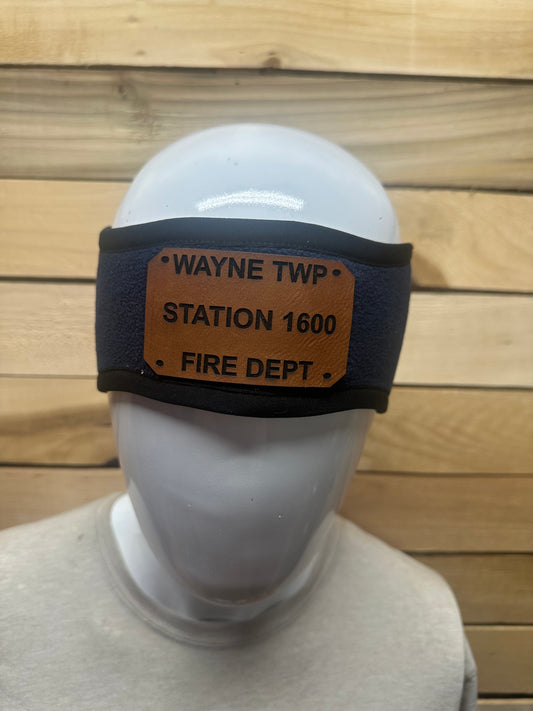 WAYNE TWP
STATION 1600
FIRE DEPT